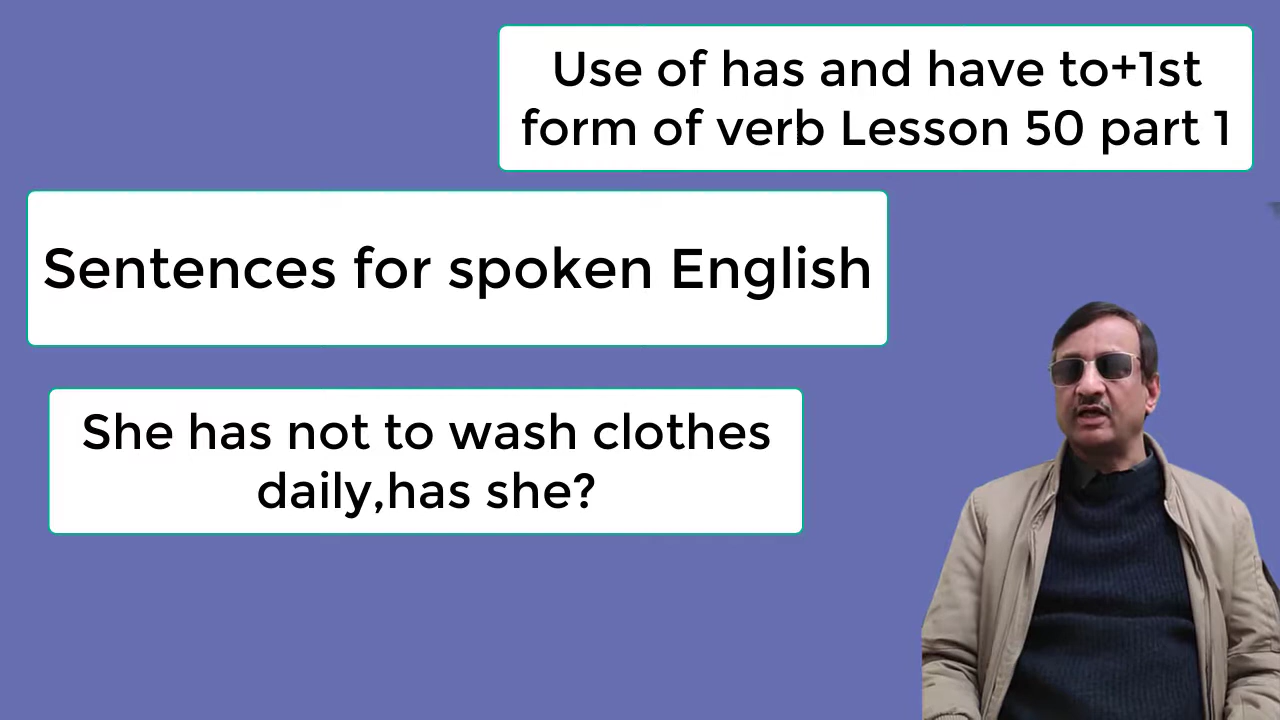 Use of has and have to+1st
form of verb Lesson 50 part 1
Sentences for spoken English
She has not to wash clothes
daily,has she?